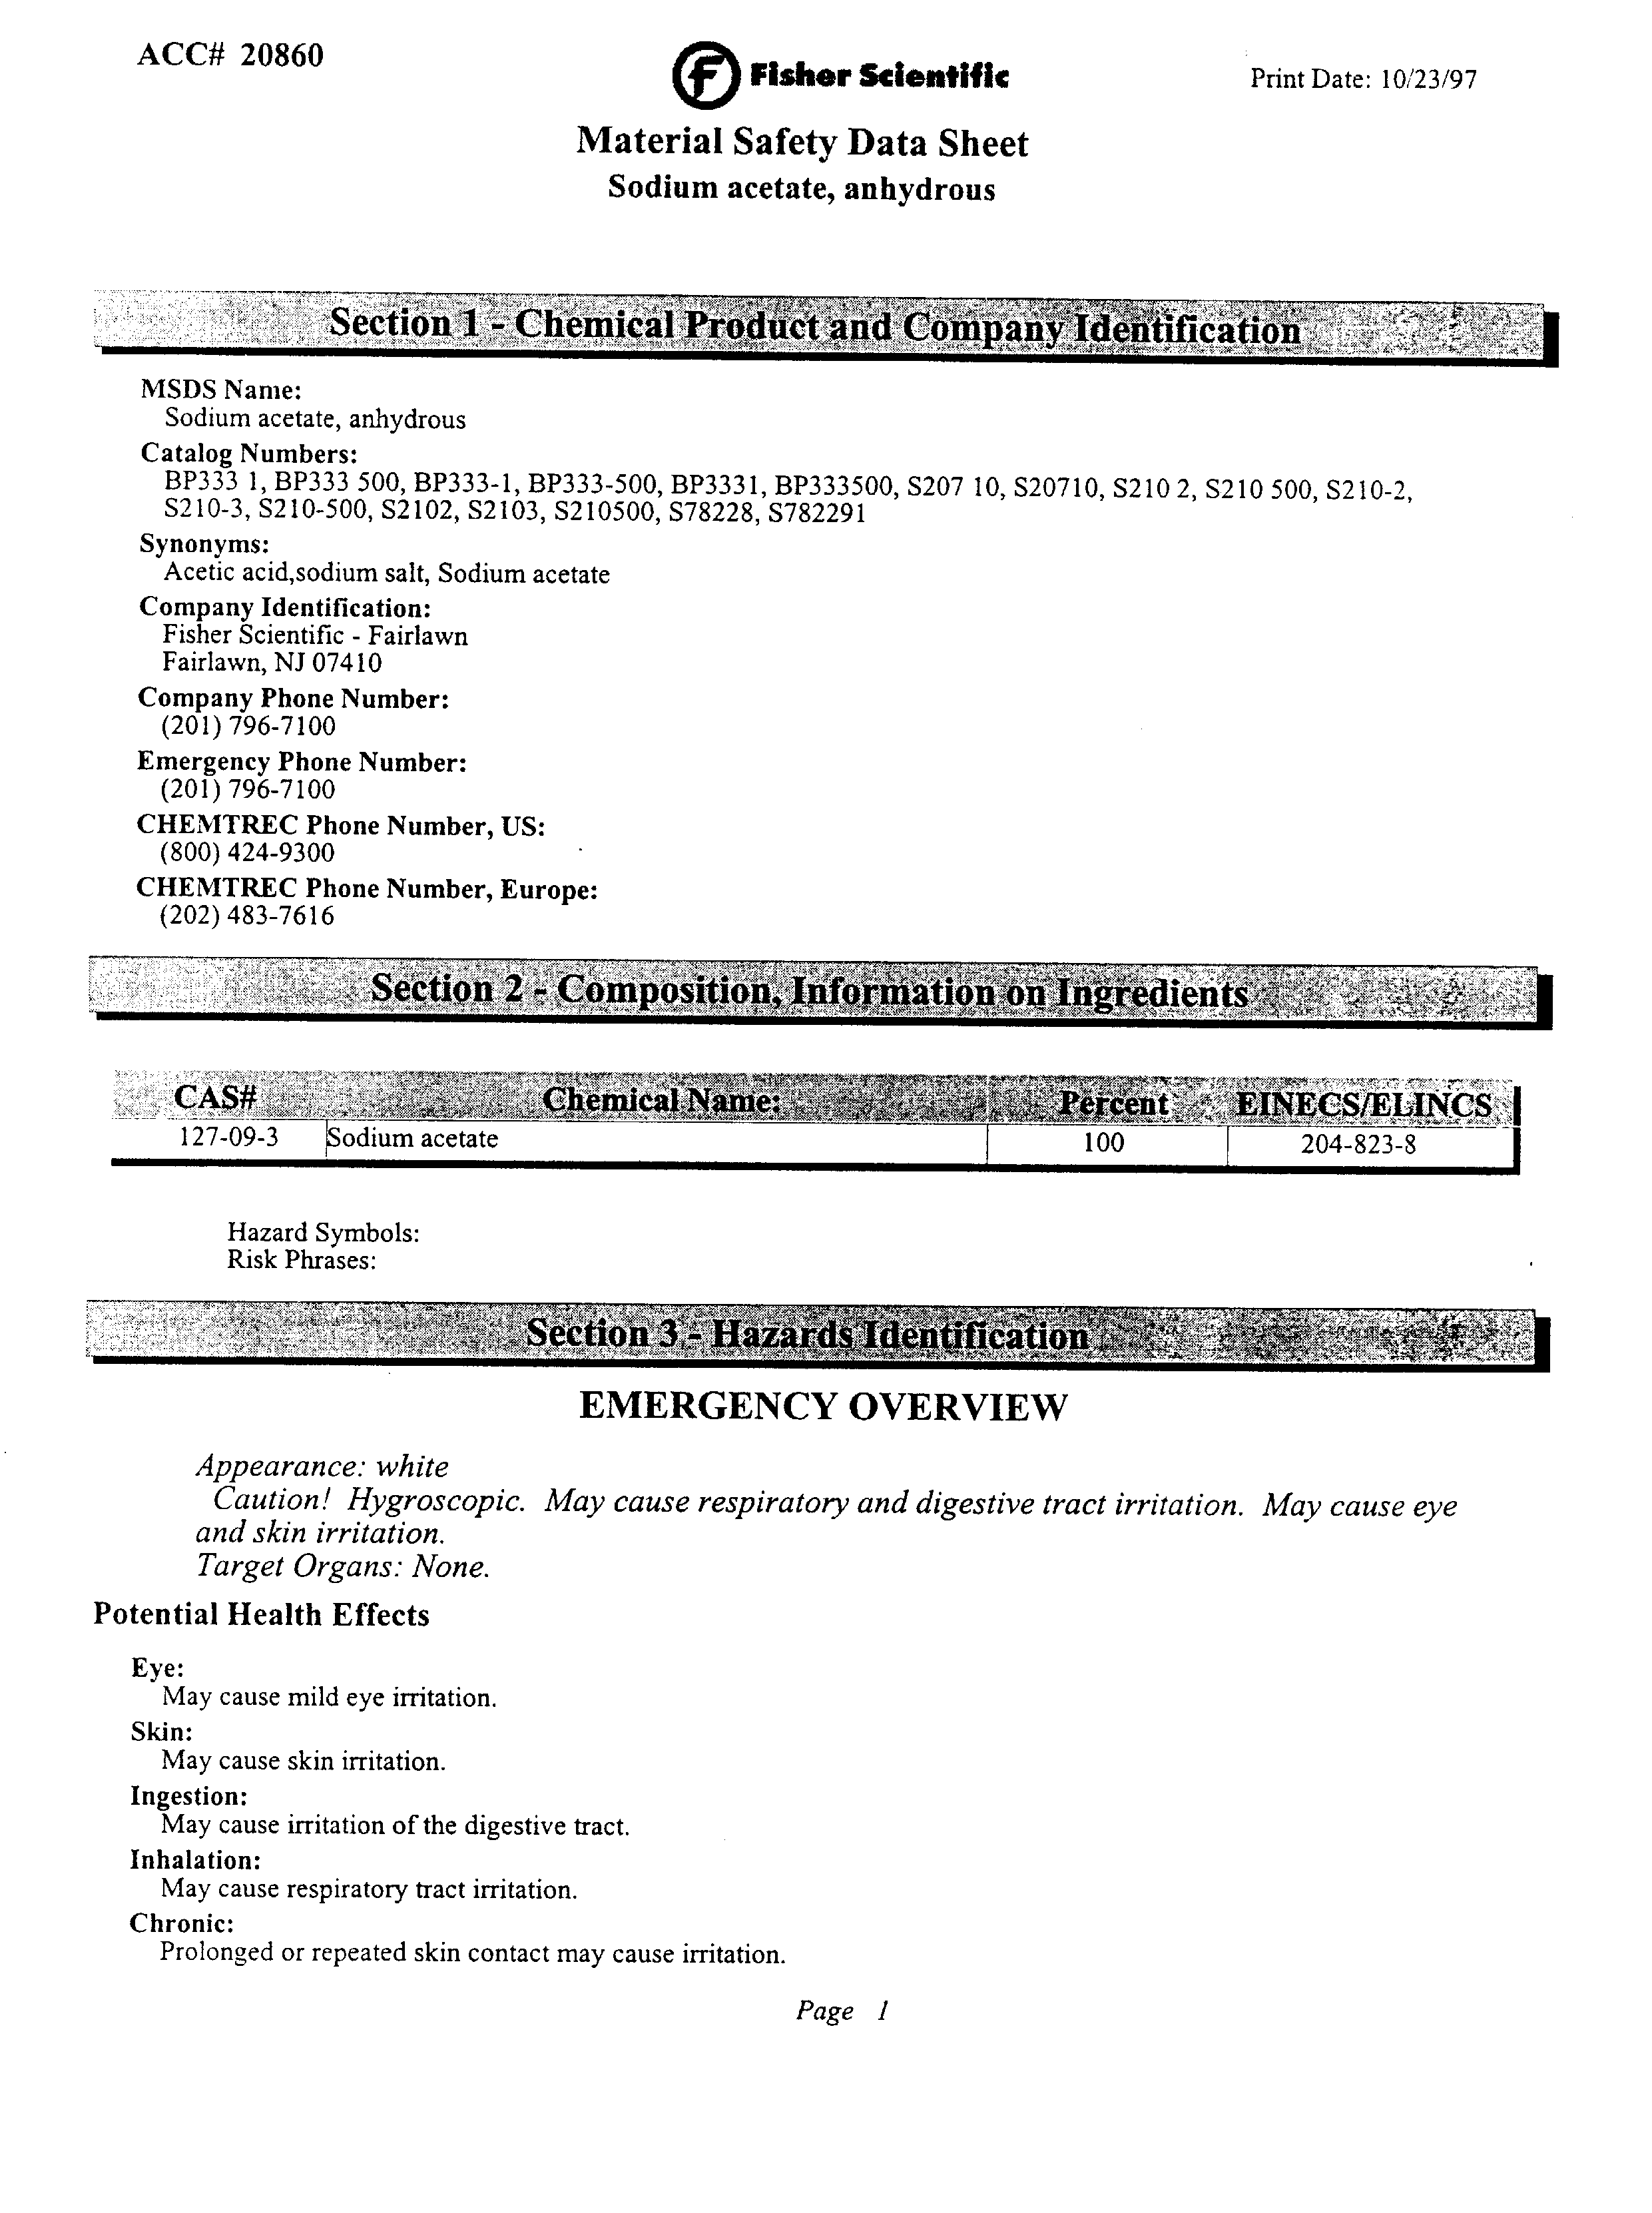 ACC# 20860
Fisher Scientific
Print Date: 10/23/97
Material Safety Data Sheet
Sodium acetate, anhydrous
Section 1 - Chemical Product and Company Identification
MSDS Name:
Sodium acetate, anhydrous
Catalog Numbers:
BP333 1, BP333 500, BP333-1, BP333-500, BP3331, BP333500, S207 10, S20710, S210 2, S210 500, S210-2,
S210-3, S210-500, S2102, S2103, S210500, S78228, S782291
Synonyms:
Acetic acid,sodium salt, Sodium acetate
Company Identification:
Fisher Scientific - Fairlawn
Fairlawn, NJ 07410
Company Phone Number:
(201) 796-7100
Emergency Phone Number:
(201) 796-7100
CHEMTREC Phone Number, US:
(800) 424-9300
CHEMTREC Phone Number, Europe:
(202) 483-7616
Section 2 - Composition, Information on Ingredients
CAS# Chemical Name: Percent EINECS/ELINCS
127-09-3 Sodium acetate 100 204-823-8
Hazard Symbols:
Risk Phrases:
Section 3 - Hazards Identification
EMERGENCY OVERVIEW
Appearance: white
Caution! Hygroscopic. May cause respiratory and digestive tract irritation. May cause eye
and skin irritation.
Target Organs: None.
Potential Health Effects
Eye:
May cause mild eye irritation.
Skin:
May cause skin irritation.
Ingestion:
May cause irritation of the digestive tract.
Inhalation:
May cause respiratory tract irritation.
Chronic:
Prolonged or repeated skin contact may cause irritation.
Page 1